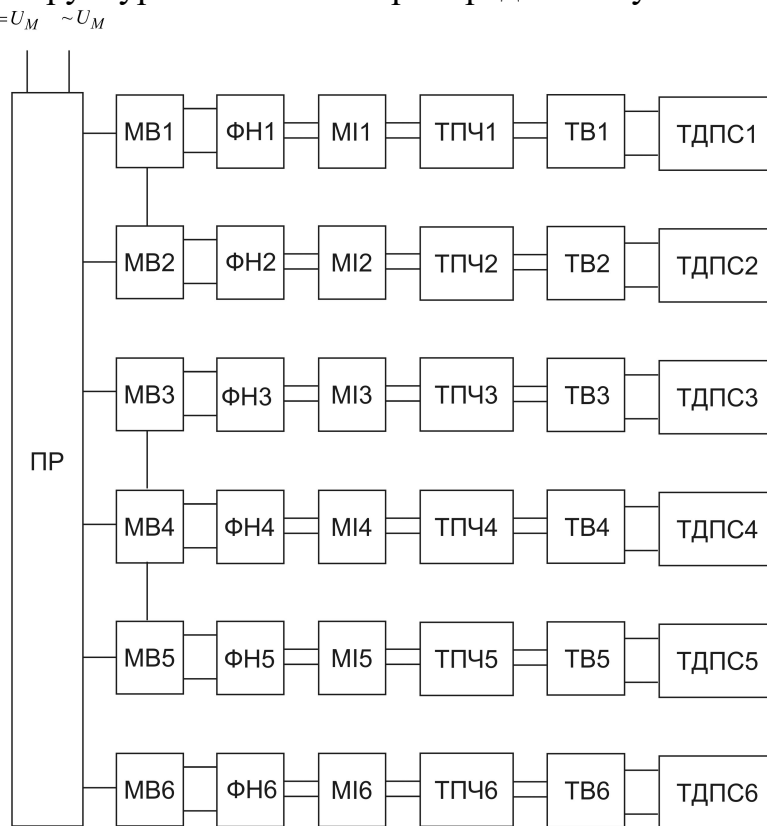 =U_M ~U_M
МВ1 ФН1 МІ1 ТПЧ1 ТВ1 ТДПС1
МВ2 ФН2 МІ2 ТПЧ2 ТВ2 ТДПС2
МВ3 ФН3 МІ3 ТПЧ3 ТВ3 ТДПС3
ПР
МВ4 ФН4 МІ4 ТПЧ4 ТВ4 ТДПС4
МВ5 ФН5 МІ5 ТПЧ5 ТВ5 ТДПС5
МВ6 ФН6 МІ6 ТПЧ6 ТВ6 ТДПС6